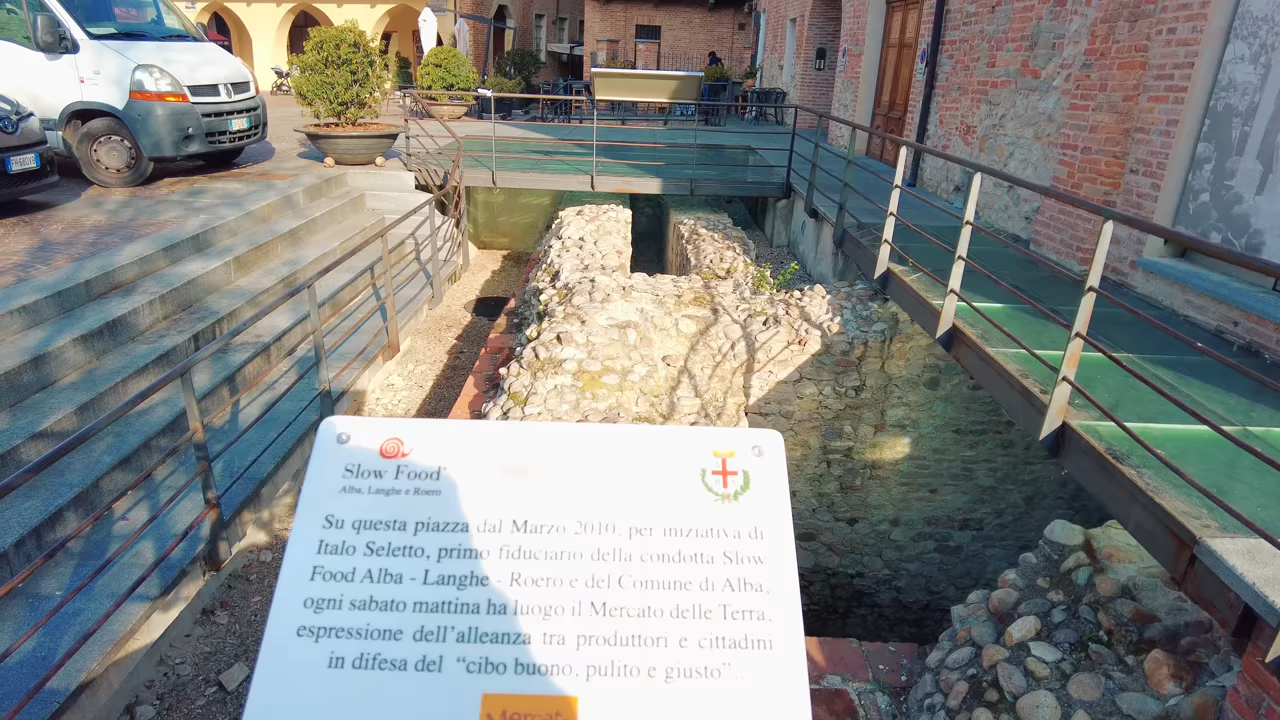 Slow Food
Alba, Langhe e Roero
Su questa piazza dal Marzo 2010, per iniziativa di
Italo Seletto, primo fiduciario della condotta Slow
Food Alba - Langhe - Roero e del Comune di Alba,
ogni sabato mattina ha luogo il Mercato delle Terra,
espressione dell'alleanza tra produttori e cittadini
in difesa del “cibo buono, pulito e giusto”.